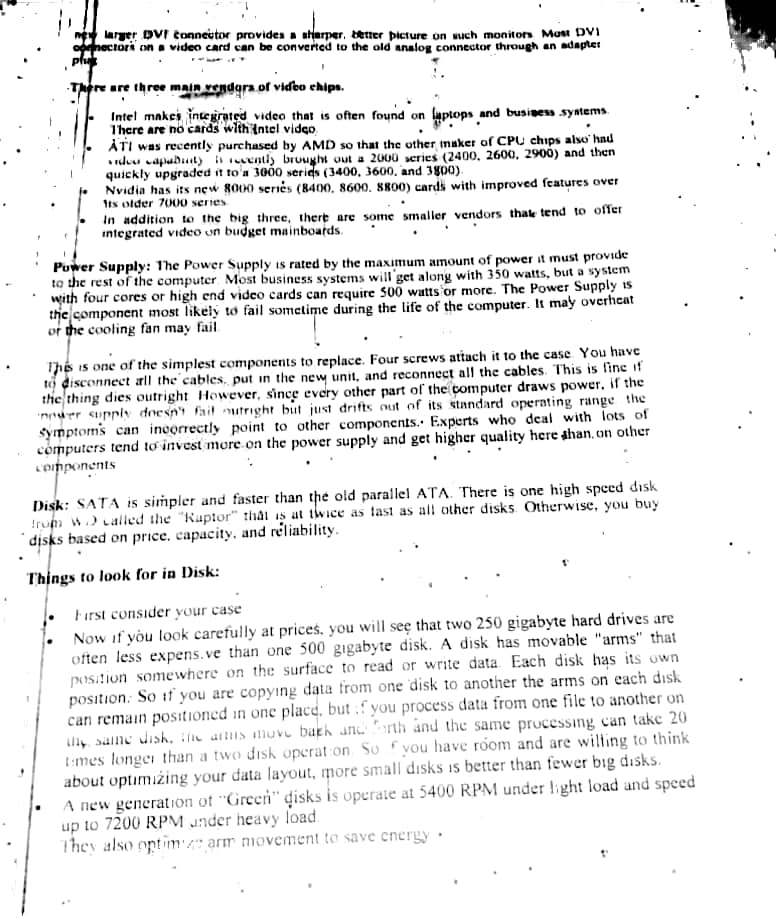 new larger DVI connector provides a sharper, better picture on such monitors. Most DVI
connectors on a video card can be converted to the old analog connector through an adapter
plug
There are three main vendors of video chips.
• Intel makes integrated video that is often found on laptops and business systems.
There are no cards with Intel video.
• ATI was recently purchased by AMD so that the other maker of CPU chips also had
video capability. It recently brought out a 2000 series (2400, 2600, 2900) and then
quickly upgraded it to a 3000 series (3400, 3600, and 3800).
• Nvidia has its new 8000 series (8400, 8600, 8800) cards with improved features over
its older 7000 series.
• In addition to the big three, there are some smaller vendors that tend to offer
integrated video on budget mainboards.
Power Supply: The Power Supply is rated by the maximum amount of power it must provide
to the rest of the computer. Most business systems will get along with 350 watts, but a system
with four cores or high end video cards can require 500 watts or more. The Power Supply is
the component most likely to fail sometime during the life of the computer. It may overheat
or the cooling fan may fail.
This is one of the simplest components to replace. Four screws attach it to the case. You have
to disconnect all the cables, put in the new unit, and reconnect all the cables. This is fine if
the thing dies outright. However, since every other part of the computer draws power, if the
power supply doesn't fail outright but just drifts out of its standard operating range, the
symptoms can incorrectly point to other components. Experts who deal with lots of
computers tend to invest more on the power supply and get higher quality here than on other
components
Disk: SATA is simpler and faster than the old parallel ATA. There is one high speed disk
from WD called the "Raptor" that is at twice as fast as all other disks. Otherwise, you buy
disks based on price, capacity, and reliability.
Things to look for in Disk:
• First consider your case
• Now if you look carefully at prices, you will see that two 250 gigabyte hard drives are
often less expensive than one 500 gigabyte disk. A disk has movable "arms" that
position somewhere on the surface to read or write data. Each disk has its own
position. So if you are copying data from one disk to another the arms on each disk
can remain positioned in one place, but if you process data from one file to another on
the same disk, the arms move back and forth and the same processing can take 20
times longer than a two disk operation. So if you have room and are willing to think
about optimizing your data layout, more small disks is better than fewer big disks.
• A new generation of "Green" disks is operate at 5400 RPM under light load and speed
up to 7200 RPM under heavy load.
They also optimize arm movement to save energy.